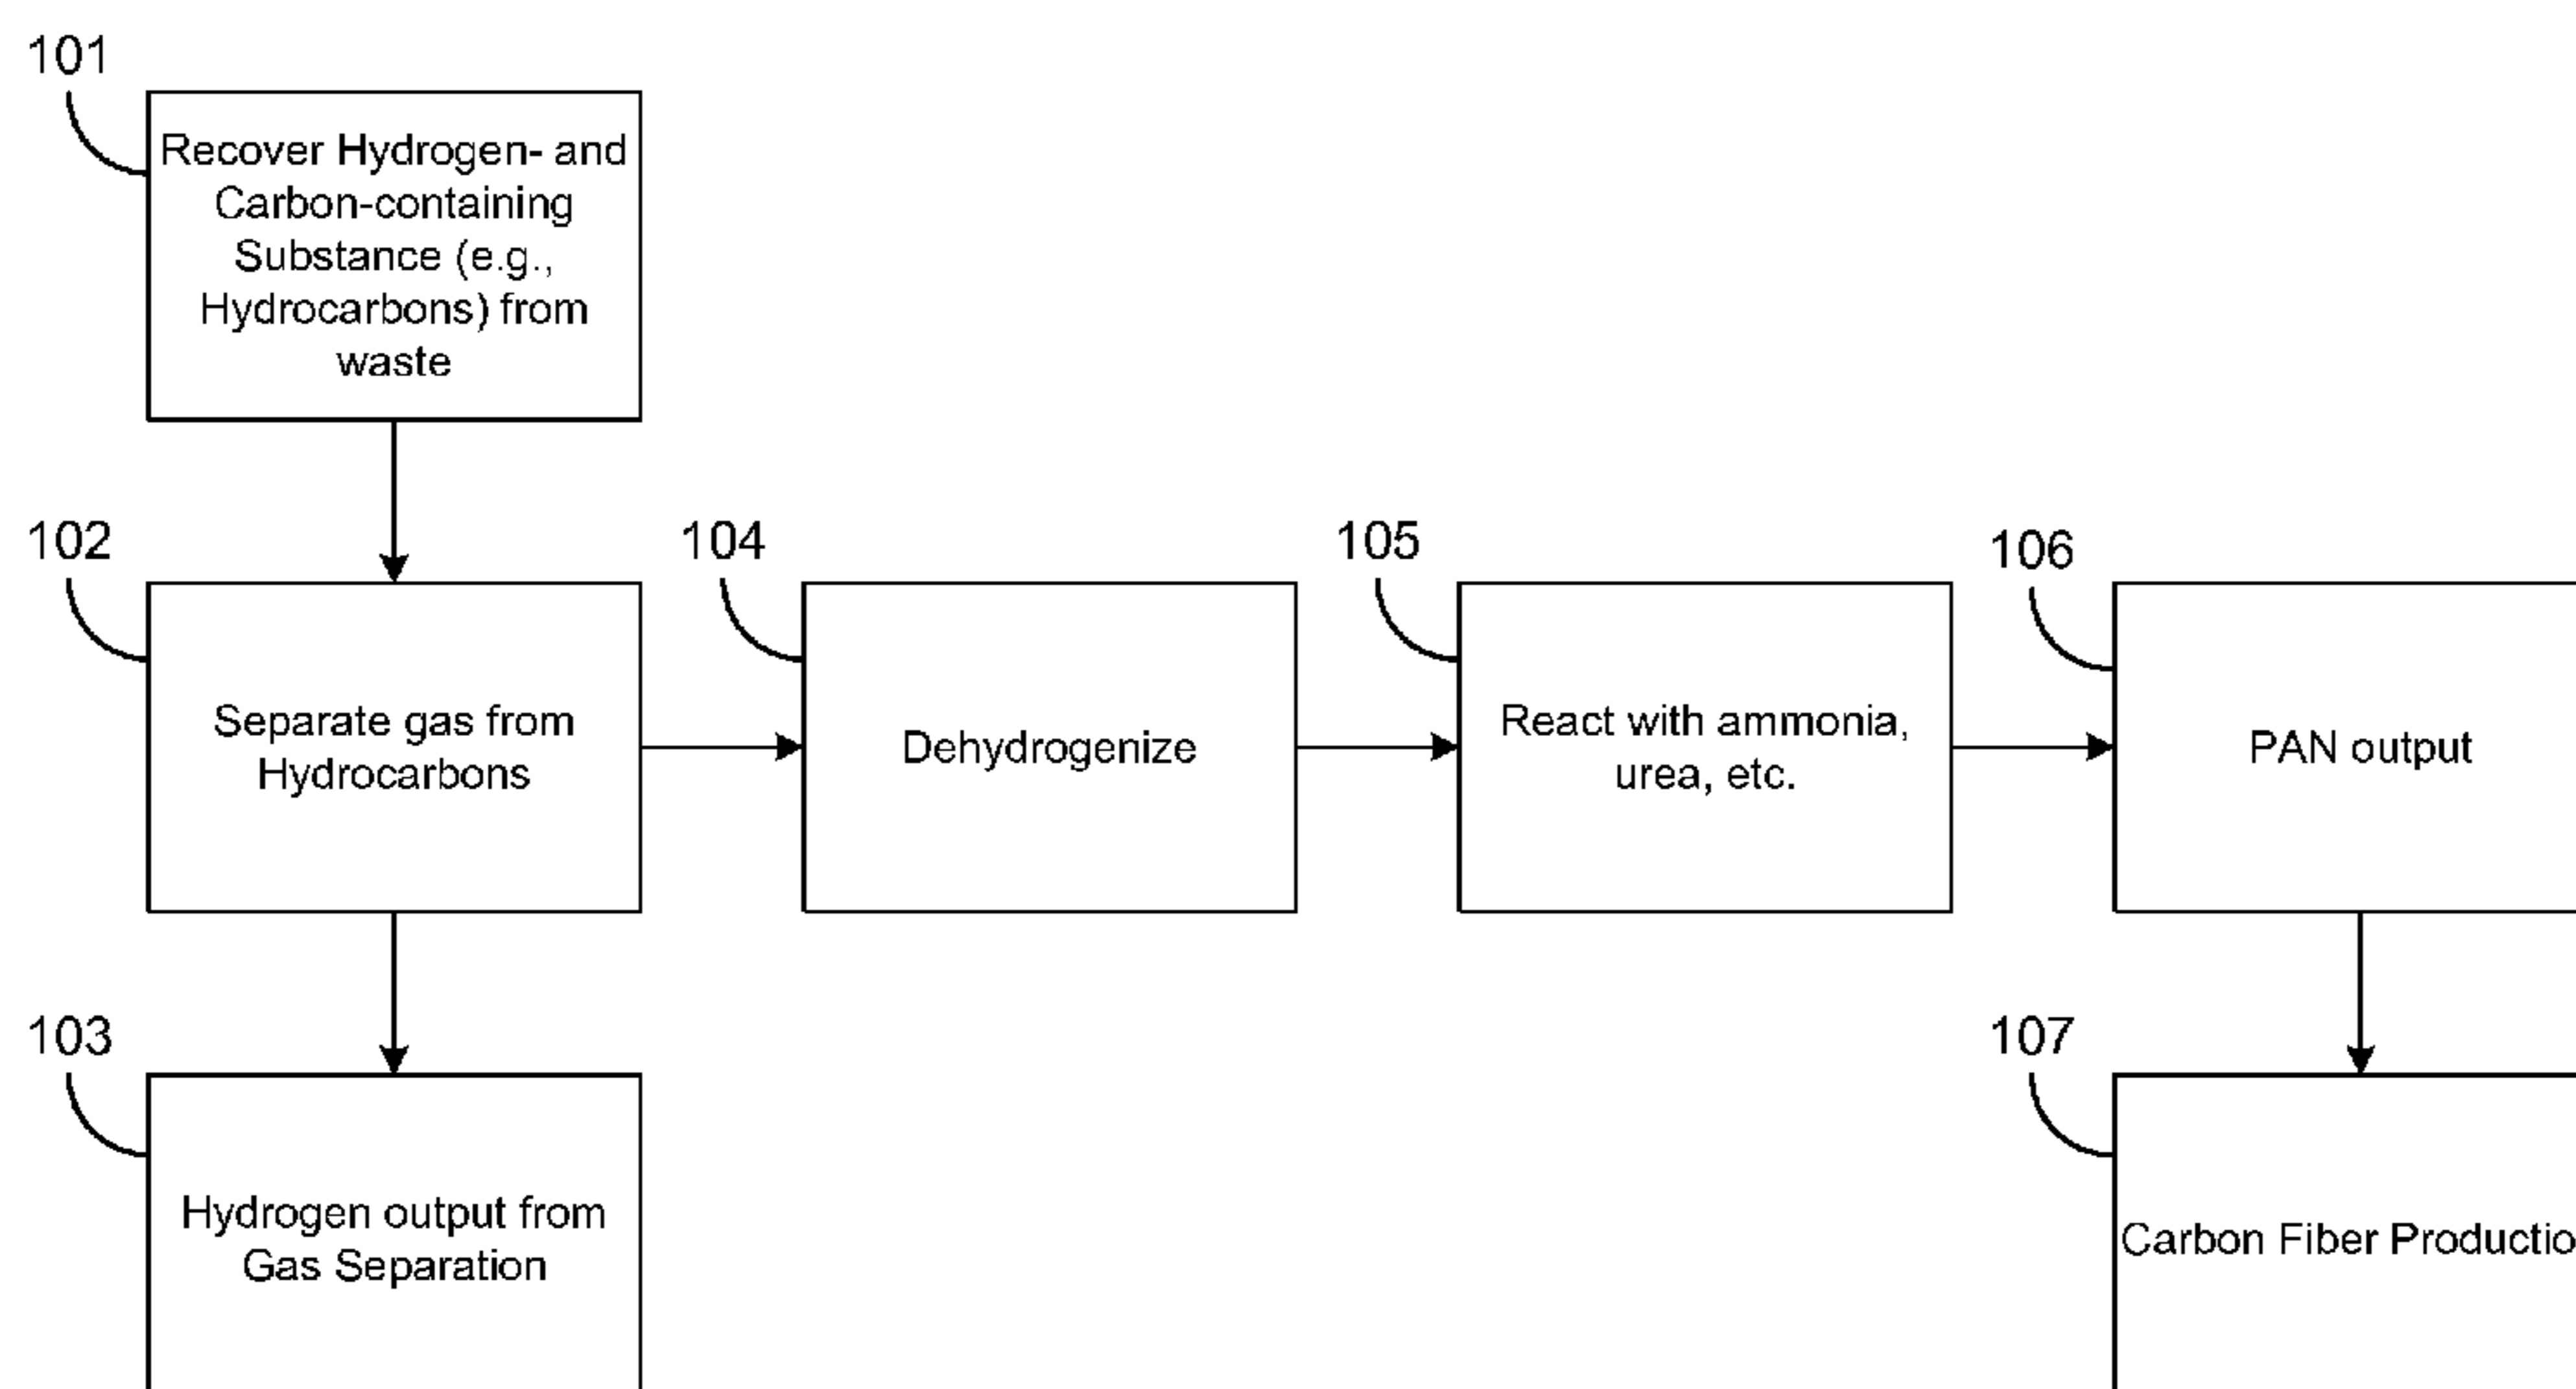 101
Recover Hydrogen- and
Carbon-containing
Substance (e.g.,
Hydrocarbons) from
waste
102
Separate gas from
Hydrocarbons
104
Dehydrogenize
105
React with ammonia,
urea, etc.
106
PAN output
103
Hydrogen output from
Gas Separation
107
Carbon Fiber Productio